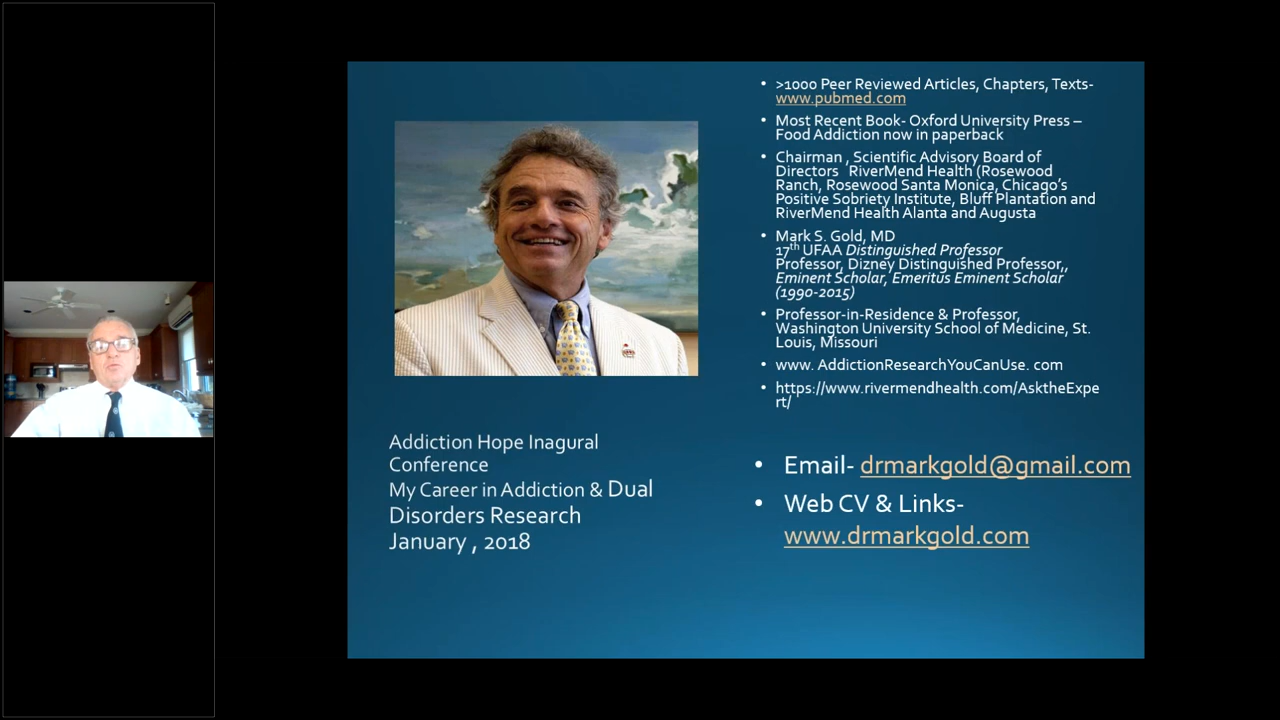 >1000 Peer Reviewed Articles, Chapters, Texts-
www.pubmed.com
Most Recent Book- Oxford University Press –
Food Addiction now in paperback
Chairman , Scientific Advisory Board of
Directors RiverMend Health (Rosewood
Ranch, Rosewood Santa Monica, Chicago's
Positive Sobriety Institute, Bluff Plantation and
RiverMend Health Alanta and Augusta
Mark S. Gold, MD
17th UFAA Distinguished Professor
Professor, Dizney Distinguished Professor,,
Eminent Scholar, Emeritus Eminent Scholar
(1990-2015)
Professor-in-Residence & Professor,
Washington University School of Medicine, St.
Louis, Missouri
www. AddictionResearchYouCanUse. com
https://www.rivermendhealth.com/AsktheExpe
rt/
Addiction Hope Inagural
Conference
My Career in Addiction & Dual
Disorders Research
January , 2018
Email- drmarkgold@gmail.com
Web CV & Links-
www.drmarkgold.com